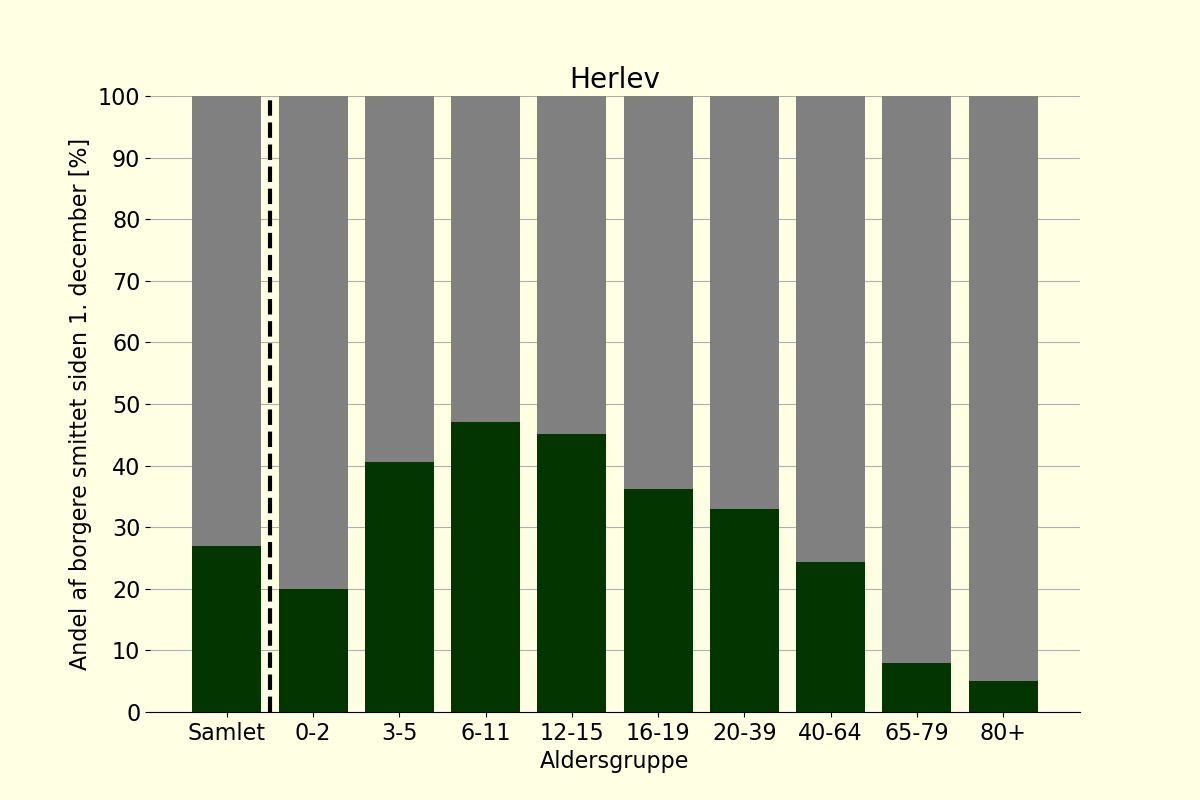 Herlev
Andel af borgere smittet siden 1. december [%]
100
90
80
70
60
50
40
30
20
10
0
Samlet 0-2 3-5 6-11 12-15 16-19 20-39 40-64 65-79 80+
Aldersgruppe